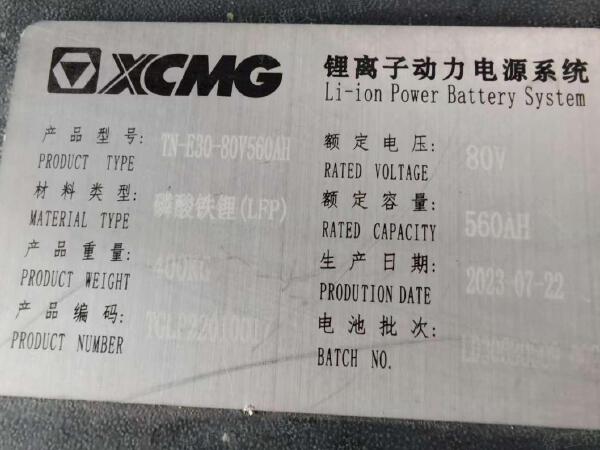 XCMG
锂离子动力电源系统
Li-ion Power Battery System
产品型号: TN-E30-80V560AH
PRODUCT TYPE
材料类型: 磷酸铁锂(LFP)
MATERIAL TYPE
产品重量: 400KG
PRODUCT WEIGHT
产品编码:
PRODUCT NUMBER
额定电压: 80V
RATED VOLTAGE
额定容量: 560AH
RATED CAPACITY
生产日期: 2023-07-22
PRODUTION DATE
电池批次:
BATCH NO.